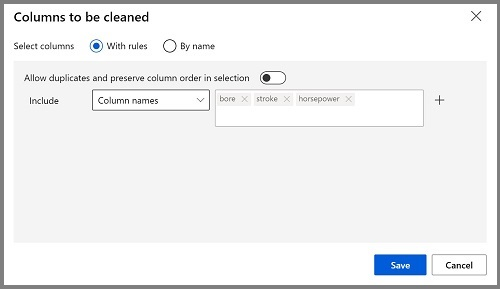 Columns to be cleaned
Select columns With rules By name
Allow duplicates and preserve column order in selection
Include Column names bore stroke horsepower
Save Cancel